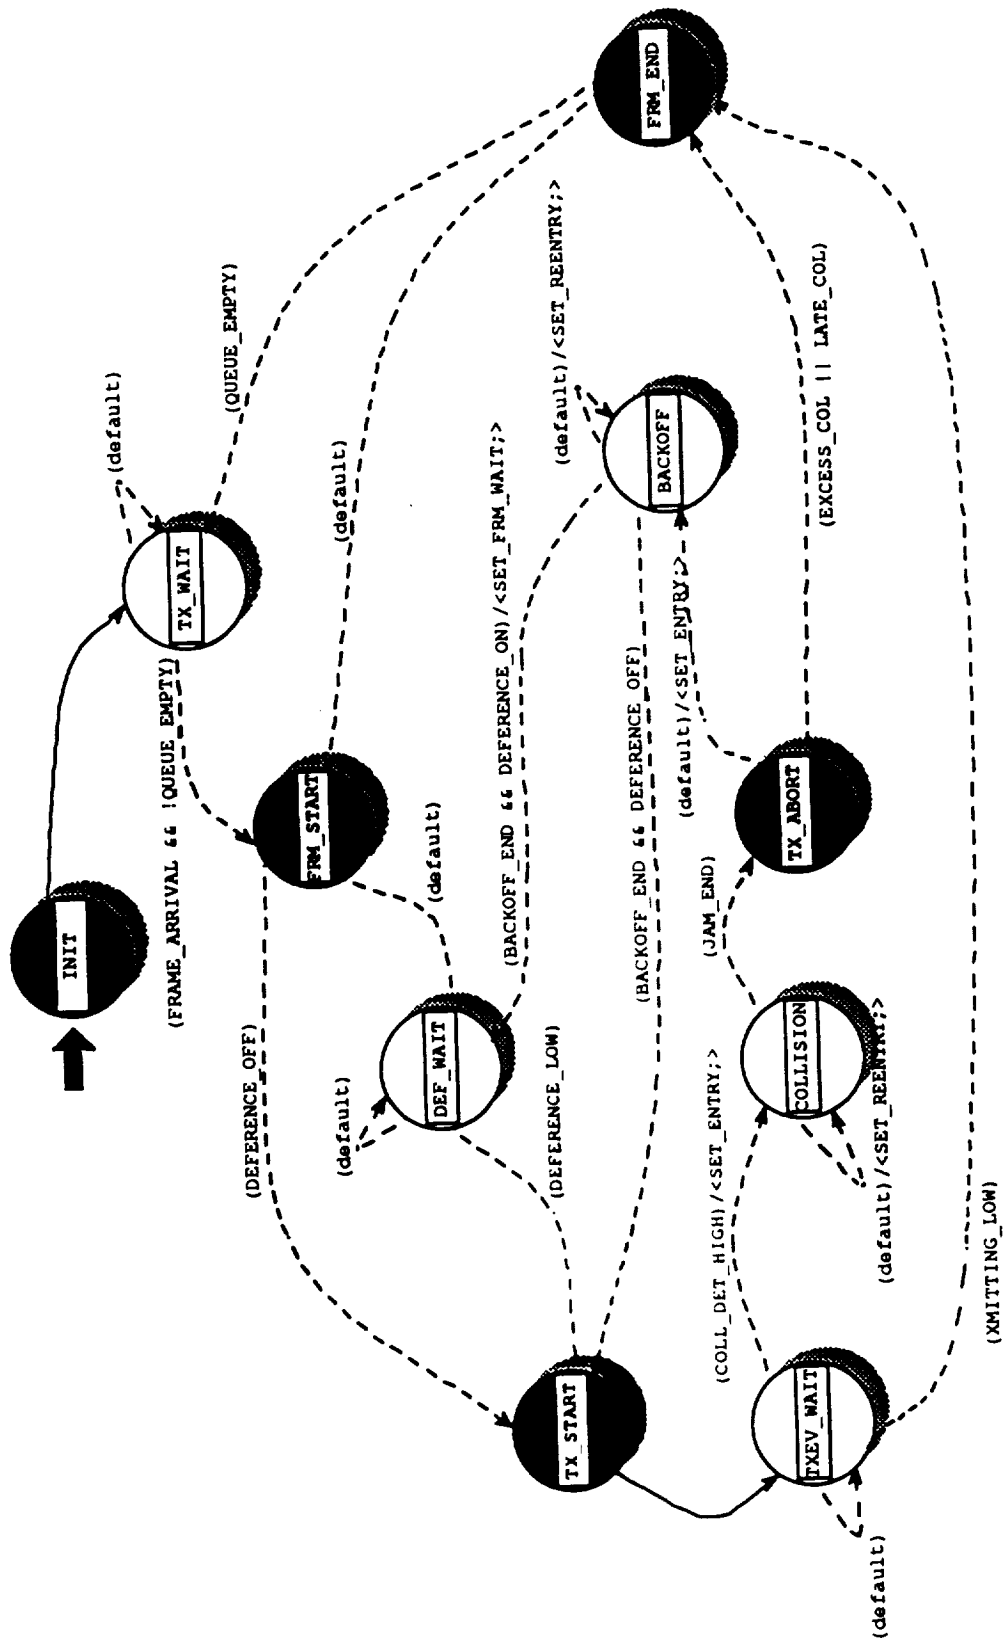 INIT
(FRAME_ARRIVAL && !QUEUE_EMPTY)
TX_WAIT
(default)
(QUEUE_EMPTY)
(DEFERENCE_OFF)
FRM_START
(default)
(default)
(default)
DEF_WAIT
(default)
(DEFERENCE_LOW)
(BACKOFF_END && DEFERENCE_ON)/<SET_FRM_WAIT;>
(default)/<SET_REENTRY;>
TX_START
(BACKOFF_END && DEFERENCE_OFF)
BACKOFF
FRM_END
(default)/<SET_ENTRY;>
(COLL_DET_HIGH)/<SET_ENTRY;>
(JAM_END)
COLLISION
TX_ABORT
(EXCESS_COL || LATE_COL)
TXEV_WAIT
(default)/<SET_REENTRY;>
(default)
(XMITTING_LOW)